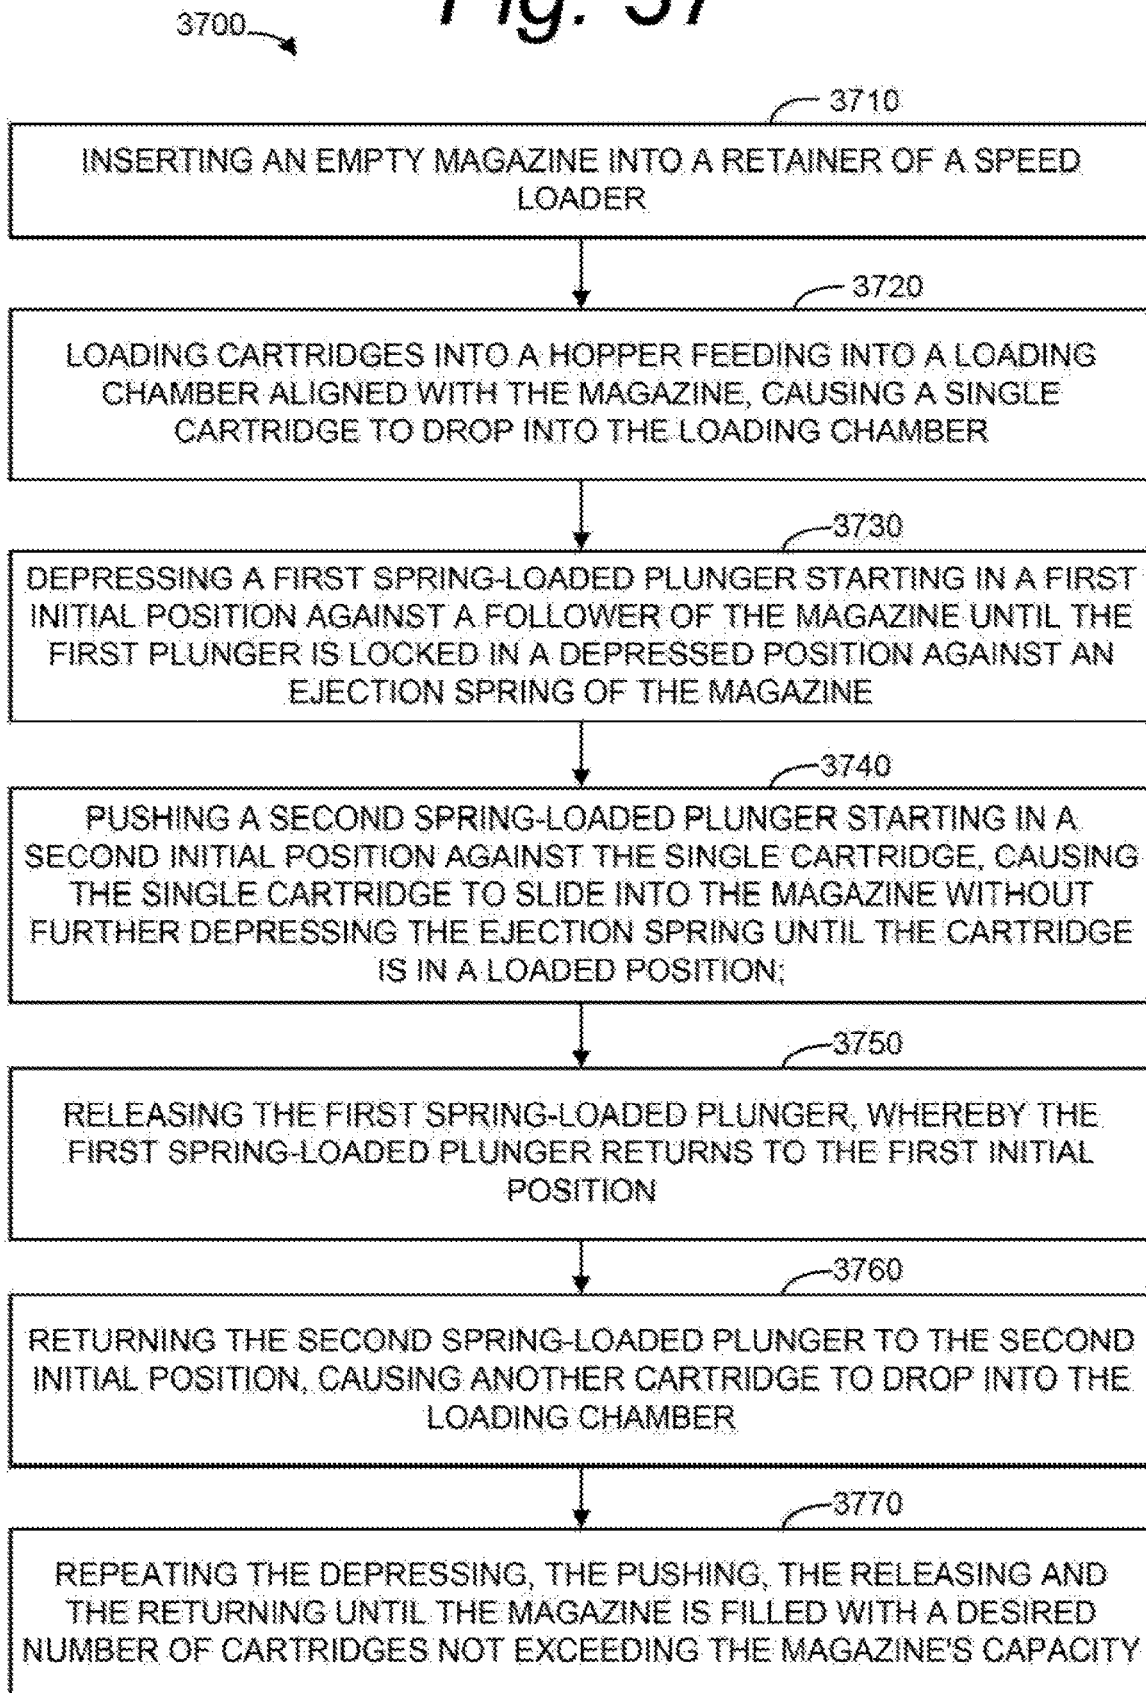 Fig. 37
3700
3710
INSERTING AN EMPTY MAGAZINE INTO A RETAINER OF A SPEED
LOADER
3720
LOADING CARTRIDGES INTO A HOPPER FEEDING INTO A LOADING
CHAMBER ALIGNED WITH THE MAGAZINE, CAUSING A SINGLE
CARTRIDGE TO DROP INTO THE LOADING CHAMBER
3730
DEPRESSING A FIRST SPRING-LOADED PLUNGER STARTING IN A FIRST
INITIAL POSITION AGAINST A FOLLOWER OF THE MAGAZINE UNTIL THE
FIRST PLUNGER IS LOCKED IN A DEPRESSED POSITION AGAINST AN
EJECTION SPRING OF THE MAGAZINE
3740
PUSHING A SECOND SPRING-LOADED PLUNGER STARTING IN A
SECOND INITIAL POSITION AGAINST THE SINGLE CARTRIDGE, CAUSING
THE SINGLE CARTRIDGE TO SLIDE INTO THE MAGAZINE WITHOUT
FURTHER DEPRESSING THE EJECTION SPRING UNTIL THE CARTRIDGE
IS IN A LOADED POSITION;
3750
RELEASING THE FIRST SPRING-LOADED PLUNGER, WHEREBY THE
FIRST SPRING-LOADED PLUNGER RETURNS TO THE FIRST INITIAL
POSITION
3760
RETURNING THE SECOND SPRING-LOADED PLUNGER TO THE SECOND
INITIAL POSITION, CAUSING ANOTHER CARTRIDGE TO DROP INTO THE
LOADING CHAMBER
3770
REPEATING THE DEPRESSING, THE PUSHING, THE RELEASING AND
THE RETURNING UNTIL THE MAGAZINE IS FILLED WITH A DESIRED
NUMBER OF CARTRIDGES NOT EXCEEDING THE MAGAZINE'S CAPACITY